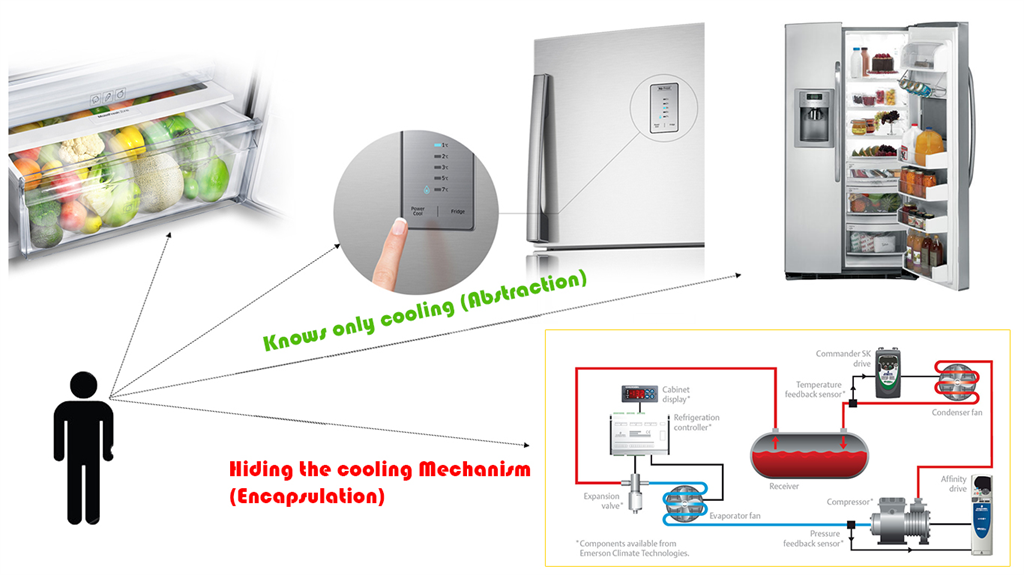 1℃
2℃
3℃
5℃
7℃
Power
Cool
Fridge
Knows only cooling (Abstraction)
Hiding the cooling Mechanism
(Encapsulation)
Commander SK
drive
Temperature
feedback sensor*
Condenser fan
Cabinet
display*
Refrigeration
controller*
Receiver
Expansion
valve*
Evaporator fan
Compressor*
Affinity
drive
Pressure
feedback sensor*
*Components available from
Emerson Climate Technologies.